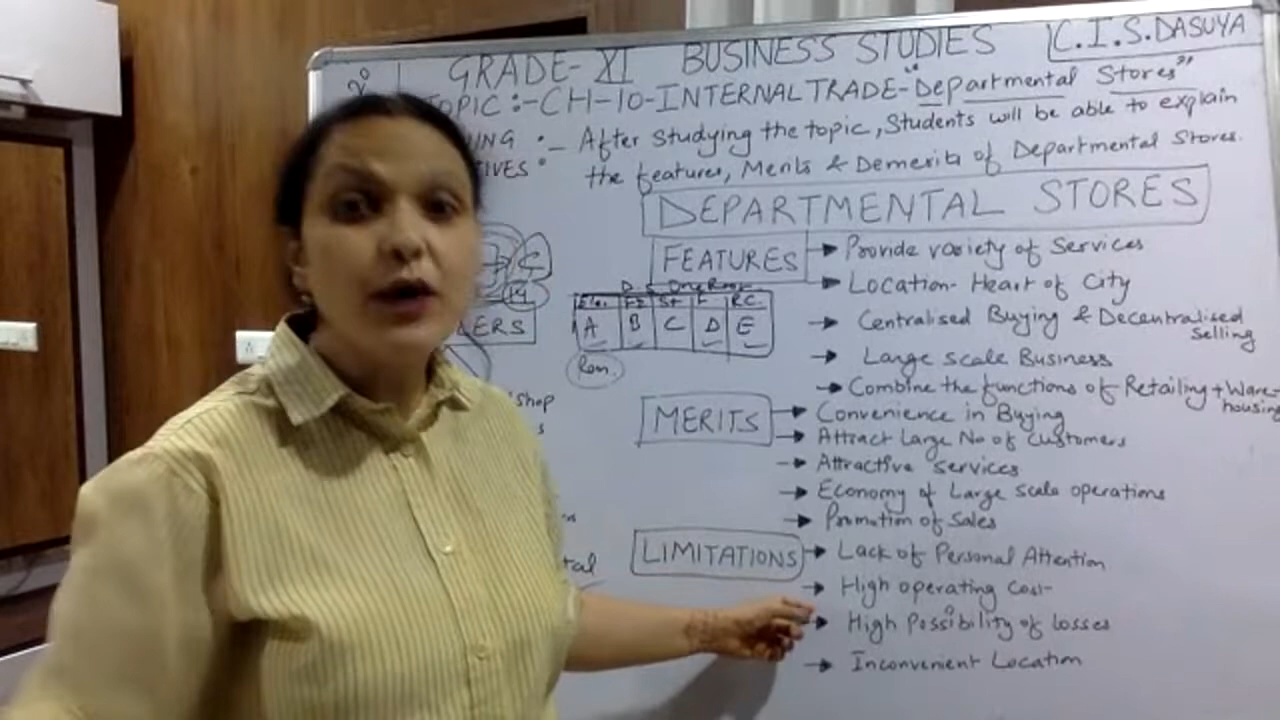 GRADE-XI BUSINESS STUDIES C.I.S. DASUYA
TOPIC :- CH-10-INTERNAL TRADE-"Departmental Stores"
:- After studying the topic, Students will be able to explain
the features, Merits & Demerits of Departmental Stores.
DEPARTMENTAL STORES
FEATURES → Provide variety of Services
→ Location- Heart of City
→ Centralised Buying & Decentralised selling
→ Large scale Business
→ Combine the functions of Retailing + Ware-housing
A B C D E
MERITS → Convenience in Buying
→ Attract Large No of customers
→ Attractive services
→ Economy of Large scale operations
→ Promotion of Sales
LIMITATIONS → Lack of Personal Attention
→ High operating Cost
→ High Possibility of losses
→ Inconvenient Location
shop